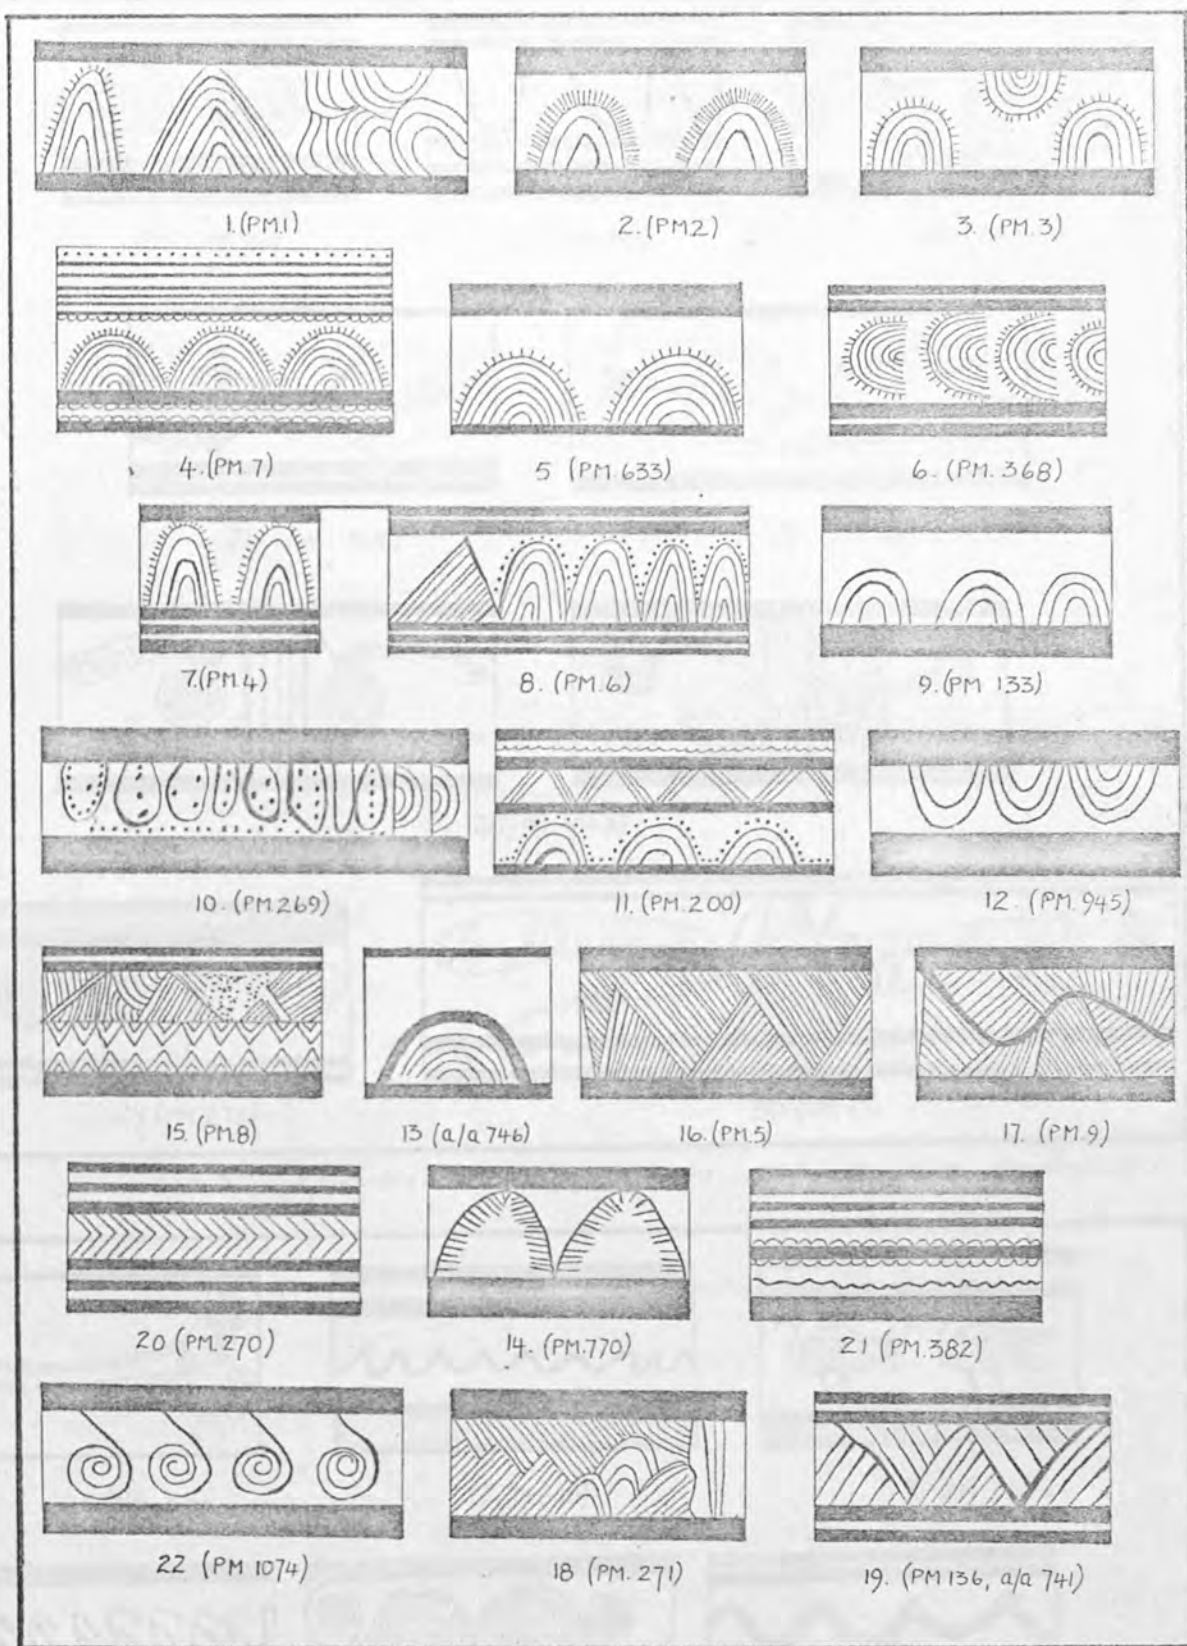 1.(PM.1)
2.(PM2)
3. (PM.3)
4.(PM.7)
5 (PM.633)
6. (PM.368)
7.(PM.4)
8. (PM.6)
9.(PM 133)
10. (PM269)
11. (PM.200)
12. (PM.945)
15. (PM.8)
13 (a/a 746)
16.(PM.5)
17. (PM.9)
20 (PM.270)
14. (PM.770)
21 (PM.382)
22 (PM 1074)
18 (PM. 271)
19. (PM 136, a/a 741)